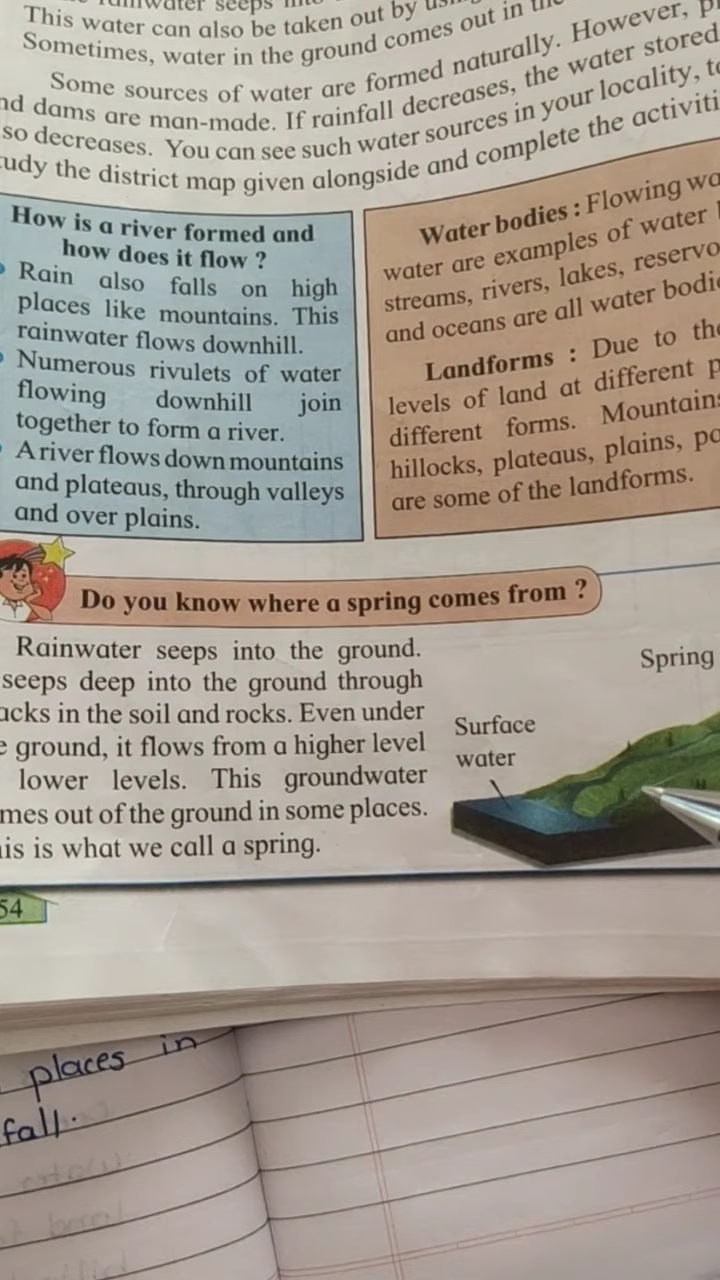 rainwater seeps
This water can also be taken out by
Sometimes, water in the ground comes out in
Some sources of water are formed naturally. However,
dams are man-made. If rainfall decreases, the water stored
so decreases. You can see such water sources in your locality,
the district map given alongside and complete the
How is a river formed and
how does it flow ?
Rain also falls on high
places like mountains. This
rainwater flows downhill.
Numerous rivulets of water
flowing downhill join
together to form a river.
A river flows down mountains
and plateaus, through valleys
and over plains.
Water bodies : Flowing
water are examples of water
streams, rivers, lakes,
and oceans are all water
Landforms : Due to
levels of land at different
different forms.
hillocks, plateaus, plains,
are some of the landforms.
Do you know where a spring comes from ?
Rainwater seeps into the ground.
seeps deep into the ground through
in the soil and rocks. Even under
ground, it flows from a higher level
lower levels. This groundwater
out of the ground in some places.
is what we call a spring.
Spring
Surface
water
54
places in
fall.